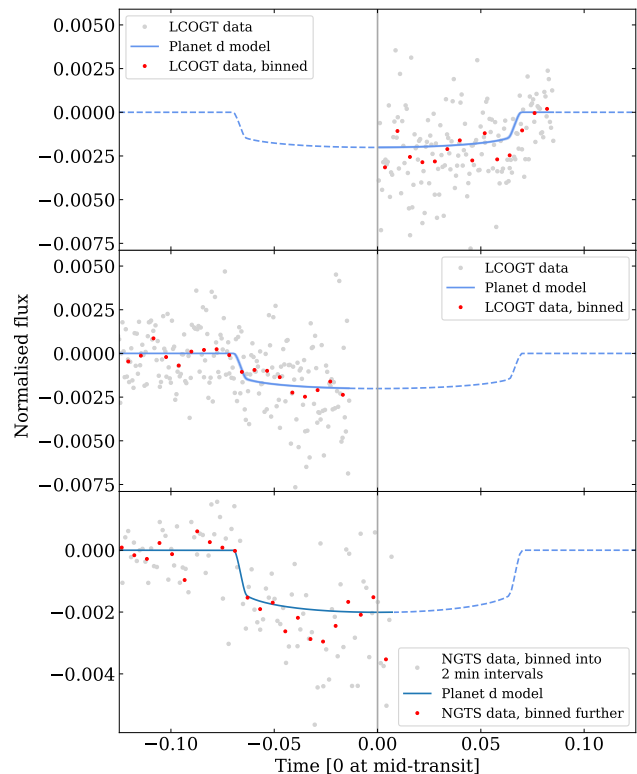 0.0050
0.0025
0.0000
−0.0025
−0.0050
−0.0075
LCOGT data
Planet d model
LCOGT data, binned
0.0050
0.0025
0.0000
−0.0025
−0.0050
−0.0075
LCOGT data
Planet d model
LCOGT data, binned
Normalised flux
0.000
−0.002
−0.004
NGTS data, binned into
2 min intervals
Planet d model
NGTS data, binned further
−0.10
−0.05
0.00
0.05
0.10
Time [0 at mid-transit]